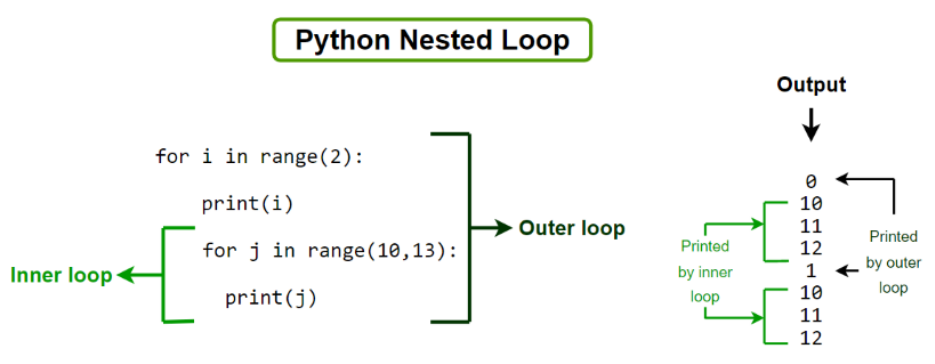 Python Nested Loop
for i in range(2):
print(i)
for j in range(10,13):
print(j)
Inner loop
Outer loop
Output
0
10
11
12
1
10
11
12
Printed
by inner
loop
Printed
by outer
loop